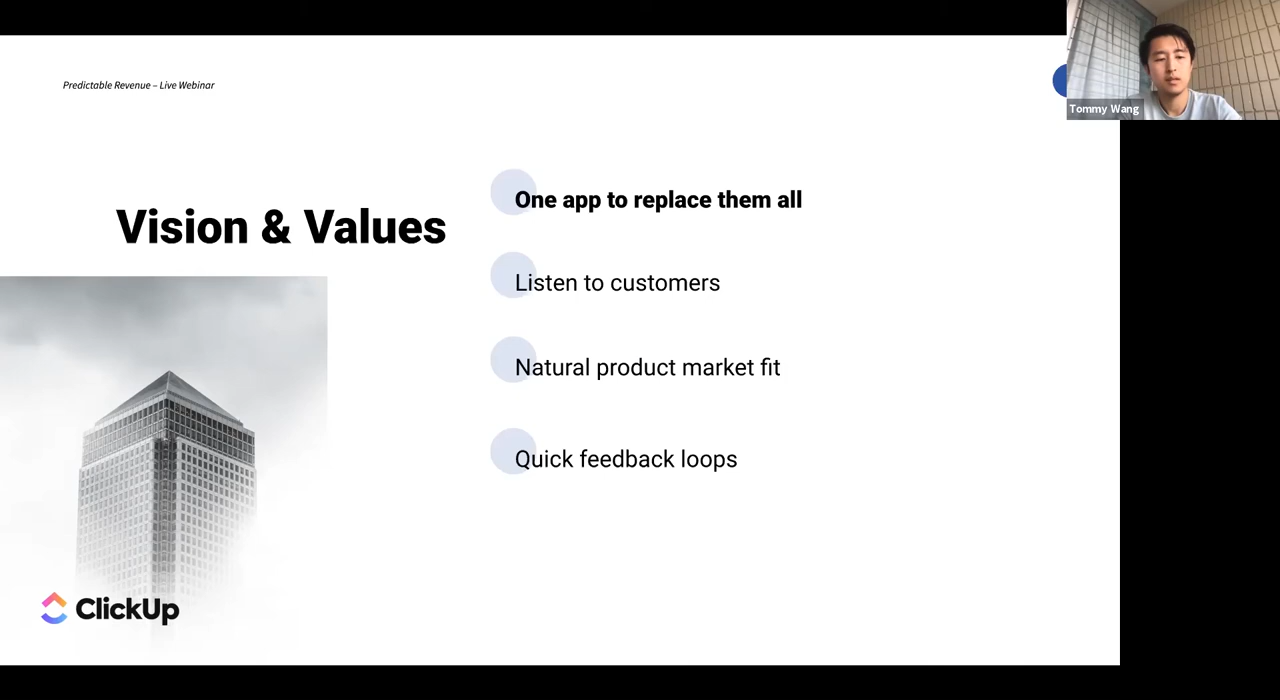 Predictable Revenue – Live Webinar
Tommy Wang
Vision & Values
One app to replace them all
Listen to customers
Natural product market fit
Quick feedback loops
ClickUp